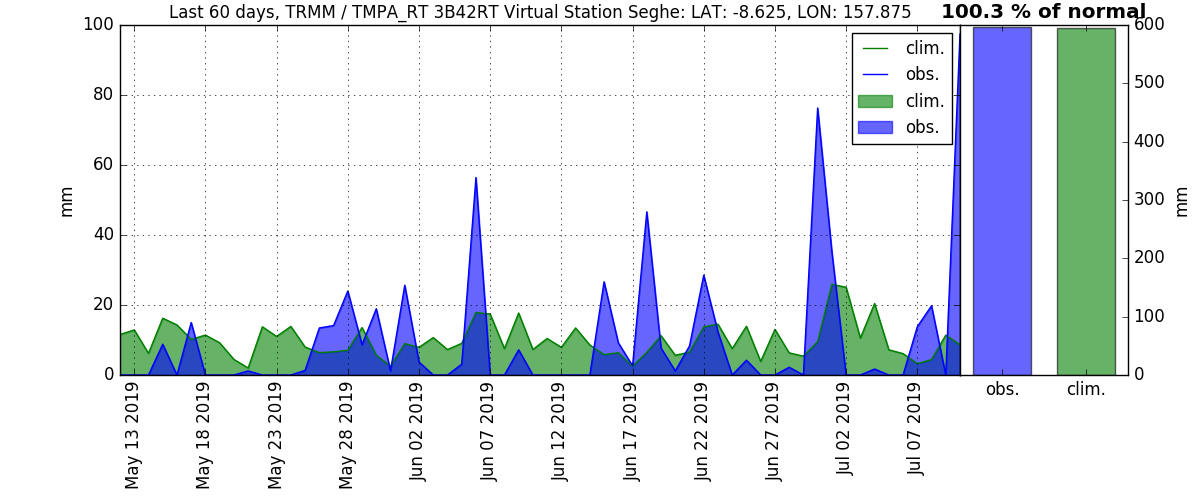 Last 60 days, TRMM / TMPA_RT 3B42RT Virtual Station Seghe: LAT: -8.625, LON: 157.875
100.3 % of normal
100
80
60
40
20
0
mm
clim.
obs.
clim.
obs.
600
500
400
300
200
100
0
mm
May 13 2019
May 18 2019
May 23 2019
May 28 2019
Jun 02 2019
Jun 07 2019
Jun 12 2019
Jun 17 2019
Jun 22 2019
Jun 27 2019
Jul 02 2019
Jul 07 2019
obs.
clim.